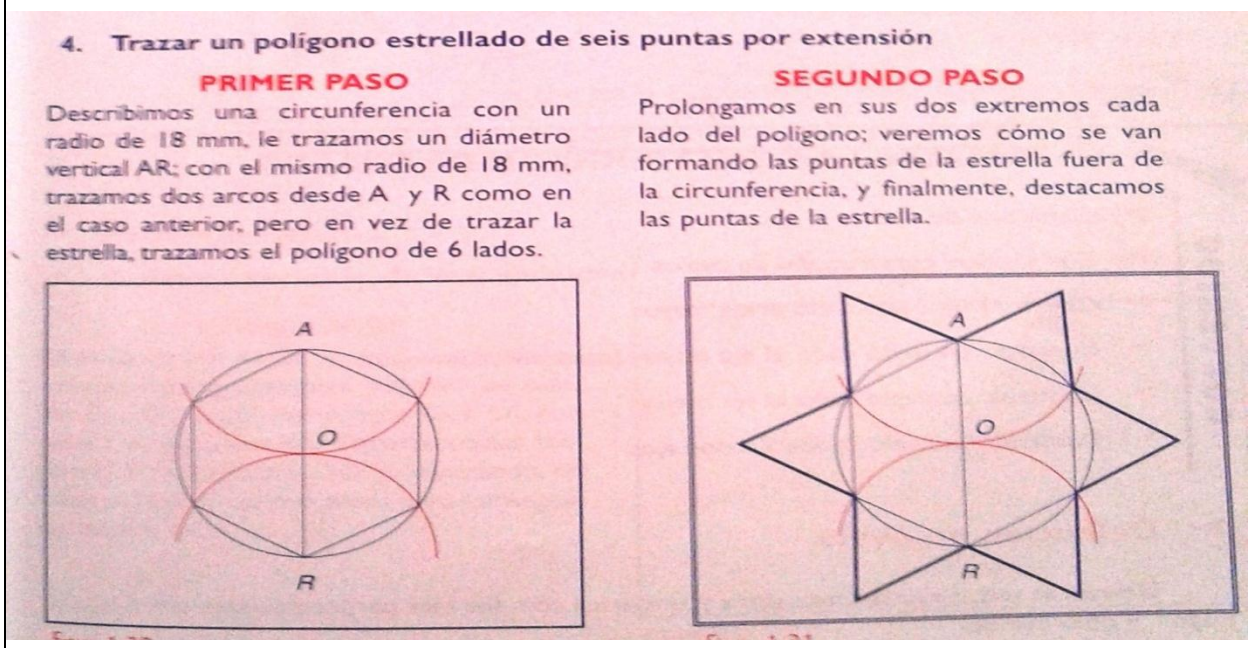 4. Trazar un polígono estrellado de seis puntas por extensión
PRIMER PASO
Describimos una circunferencia con un
radio de 18 mm, le trazamos un diámetro
vertical AR; con el mismo radio de 18 mm,
trazamos dos arcos desde A y R como en
el caso anterior, pero en vez de trazar la
estrella, trazamos el polígono de 6 lados.
SEGUNDO PASO
Prolongamos en sus dos extremos cada
lado del polígono; veremos cómo se van
formando las puntas de la estrella fuera de
la circunferencia, y finalmente, destacamos
las puntas de la estrella.
A
O
R
A
O
R